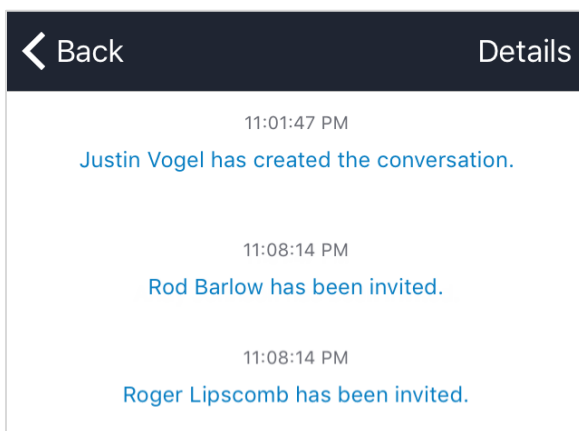 Back Details
11:01:47 PM
Justin Vogel has created the conversation.
11:08:14 PM
Rod Barlow has been invited.
11:08:14 PM
Roger Lipscomb has been invited.